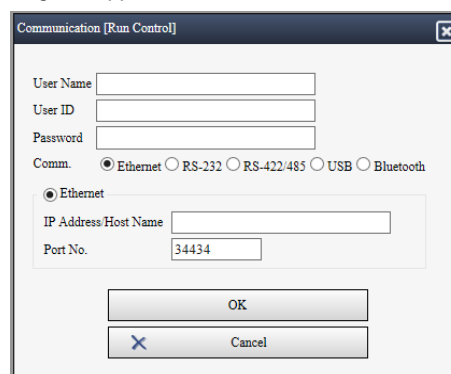 Communication [Run Control]
User Name
User ID
Password
Comm. Ethernet RS-232 RS-422/485 USB Bluetooth
Ethernet
IP Address/Host Name
Port No. 34434
OK
Cancel